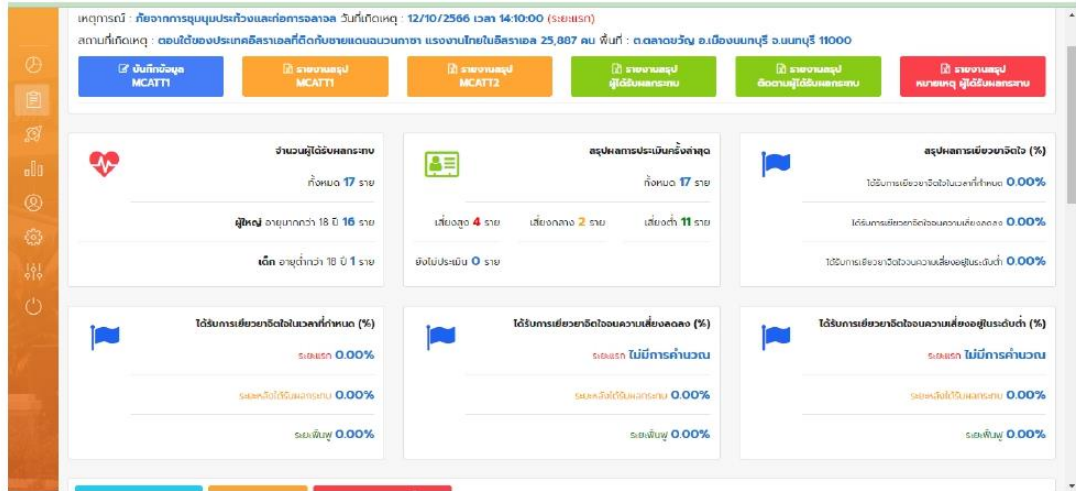 เหตุการณ์ : ภัยจากการชุมนุมประท้วงและก่อการจลาจล วันที่เกิดเหตุ : 12/10/2566 เวลา 14:10:00 (ระยะแรก)
สถานที่เกิดเหตุ : ตอนใต้ของประเทศอิสราเอลที่ติดกับชายแดนฉนวนกาซา แรงงานไทยในอิสราเอล 25,887 คน พื้นที่ : ต.ตลาดขวัญ อ.เมืองนนทบุรี จ.นนทบุรี 11000
บันทึกข้อมูล
MCATT1
รายงานสรุป
MCATT1
รายงานสรุป
MCATT2
รายงานสรุป
ผู้ได้รับผลกระทบ
รายงานสรุป
ติดตามผู้ได้รับผลกระทบ
รายงานสรุป
หมายเหตุ ผู้ได้รับผลกระทบ
จำนวนผู้ได้รับผลกระทบ
ทั้งหมด 17 ราย
ผู้ใหญ่ อายุมากกว่า 18 ปี 16 ราย
เด็ก อายุต่ำกว่า 18 ปี 1 ราย
สรุปผลการประเมินครั้งล่าสุด
ทั้งหมด 17 ราย
เสี่ยงสูง 4 ราย เสี่ยงกลาง 2 ราย เสี่ยงต่ำ 11 ราย
ยังไม่ประเมิน 0 ราย
สรุปผลการเยียวยาจิตใจ (%)
ได้รับการเยียวยาจิตใจในเวลาที่กำหนด 0.00%
ได้รับการเยียวยาจิตใจจนความเสี่ยงลดลง 0.00%
ได้รับการเยียวยาจิตใจจนความเสี่ยงอยู่ในระดับต่ำ 0.00%
ได้รับการเยียวยาจิตใจในเวลาที่กำหนด (%)
ระยะแรก 0.00%
ระยะหลังได้รับผลกระทบ 0.00%
ระยะฟื้นฟู 0.00%
ได้รับการเยียวยาจิตใจจนความเสี่ยงลดลง (%)
ระยะแรก ไม่มีการคำนวณ
ระยะหลังได้รับผลกระทบ 0.00%
ระยะฟื้นฟู 0.00%
ได้รับการเยียวยาจิตใจจนความเสี่ยงอยู่ในระดับต่ำ (%)
ระยะแรก ไม่มีการคำนวณ
ระยะหลังได้รับผลกระทบ 0.00%
ระยะฟื้นฟู 0.00%